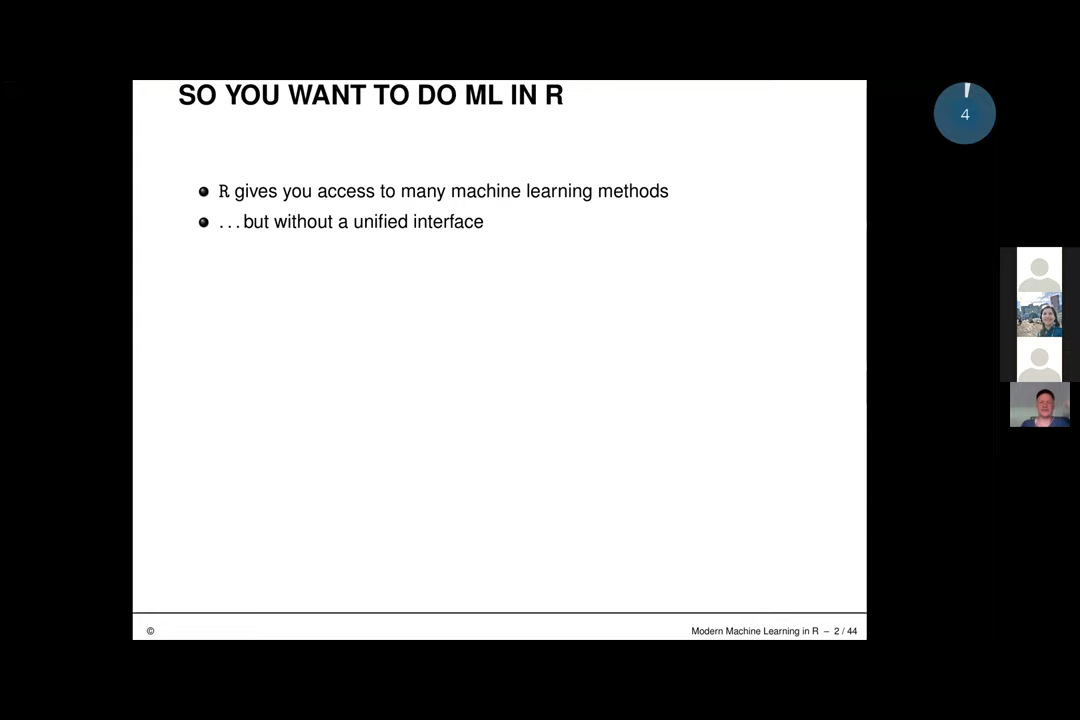 SO YOU WANT TO DO ML IN R
4
R gives you access to many machine learning methods
...but without a unified interface
©
Modern Machine Learning in R – 2 / 44